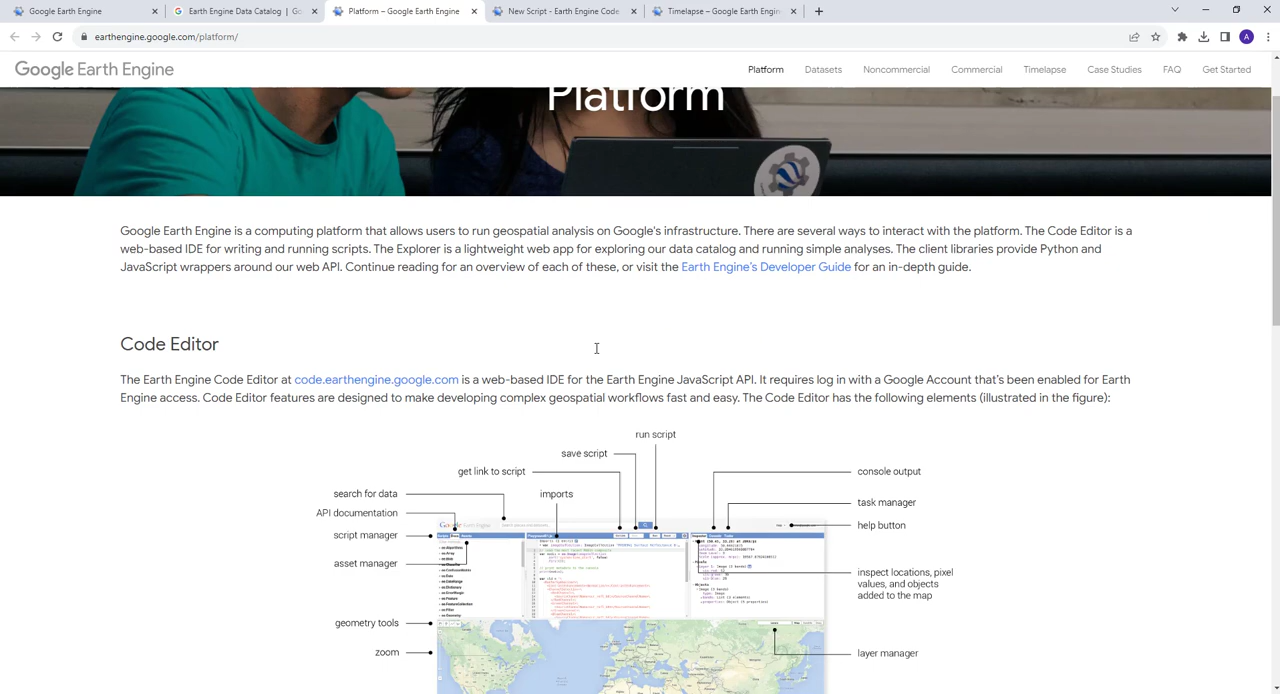 Google Earth Engine
Earth Engine Data Catalog | Go
Platform – Google Earth Engine
New Script - Earth Engine Code
Timelapse – Google Earth Engin
earthengine.google.com/platform/
A
Google Earth Engine
Platform
Datasets
Noncommercial
Commercial
Timelapse
Case Studies
FAQ
Get Started
Platform
Google Earth Engine is a computing platform that allows users to run geospatial analysis on Google's infrastructure. There are several ways to interact with the platform. The Code Editor is a
web-based IDE for writing and running scripts. The Explorer is a lightweight web app for exploring our data catalog and running simple analyses. The client libraries provide Python and
JavaScript wrappers around our web API. Continue reading for an overview of each of these, or visit the Earth Engine's Developer Guide for an in-depth guide.
Code Editor
The Earth Engine Code Editor at code.earthengine.google.com is a web-based IDE for the Earth Engine JavaScript API. It requires log in with a Google Account that's been enabled for Earth
Engine access. Code Editor features are designed to make developing complex geospatial workflows fast and easy. The Code Editor has the following elements (illustrated in the figure):
run script
save script
get link to script
console output
search for data
imports
task manager
API documentation
help button
script manager
asset manager
inspect locations, pixel
values, and objects
added to the map
geometry tools
zoom
layer manager
Google Earth Engine